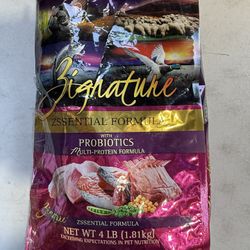 Zignature
ZSSENTIAL FORMULA
WITH
PROBIOTICS
MULTI-PROTEIN FORMULA
Zignature
ZSSENTIAL FORMULA
NET WT 4 LB (1.81kg)
EXCEEDING EXPECTATIONS IN PET NUTRITION